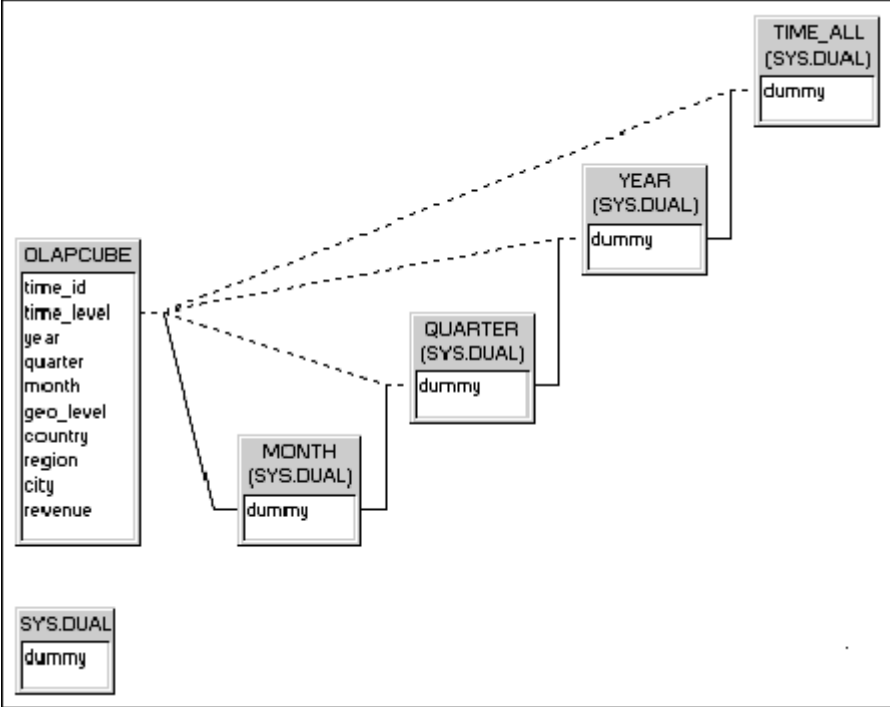 TIME_ALL
(SYS.DUAL)
dummy
YEAR
(SYS.DUAL)
dummy
OLAPCUBE
time_id
time_level
year
quarter
month
geo_level
country
region
city
revenue
QUARTER
(SYS.DUAL)
dummy
MONTH
(SYS.DUAL)
dummy
SYS.DUAL
dummy